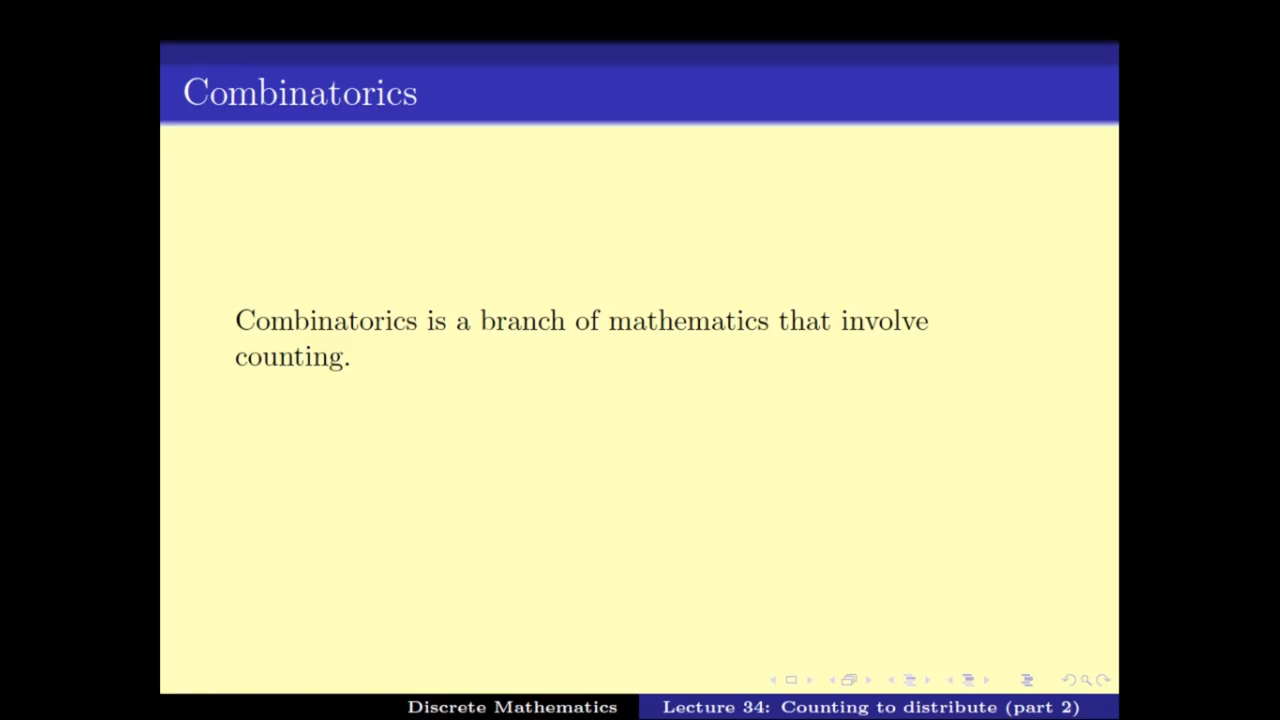 Combinatorics
Combinatorics is a branch of mathematics that involve
counting.
Discrete Mathematics
Lecture 34: Counting to distribute (part 2)